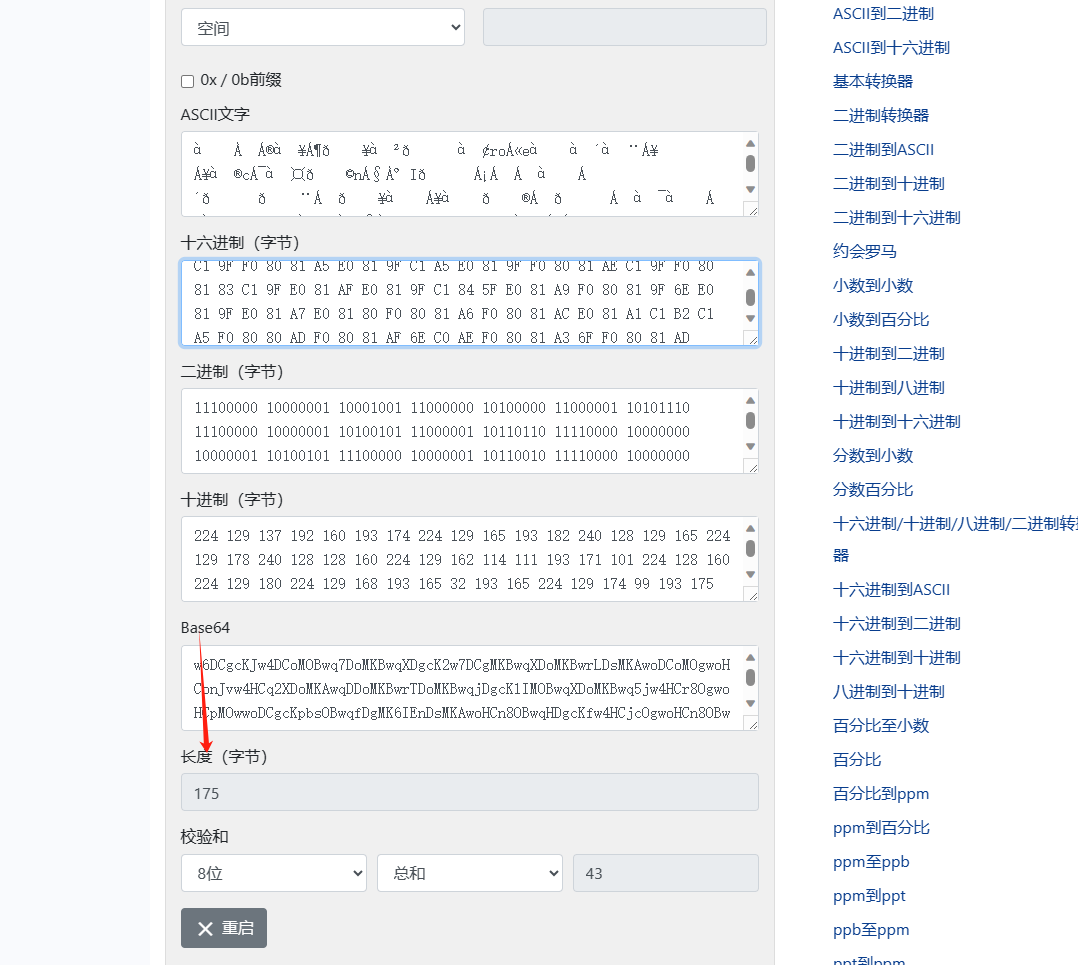 空间
0x / 0b前缀
ASCII文字
十六进制（字节）
C1 9F F0 80 81 A5 E0 81 9F C1 A5 E0 81 9F F0 80 81 AE C1 9F F0 80
81 83 C1 9F E0 81 AF E0 81 9F C1 84 5F E0 81 A9 F0 80 81 9F 6E E0
81 9F E0 81 A7 E0 81 80 F0 80 81 A6 F0 80 81 AC E0 81 A1 C1 B2 C1
A5 F0 80 80 AD F0 80 81 AF 6E C0 AE F0 80 81 A3 6F F0 80 81 AD
二进制（字节）
11100000 10000001 10001001 11000000 10100000 11000001 10101110
11100000 10000001 10100101 11000001 10110110 11110000 10000000
10000001 10100101 11100000 10000001 10110010 11110000 10000000
十进制（字节）
224 129 137 192 160 193 174 224 129 165 193 182 240 128 129 165 224
129 178 240 128 128 160 224 129 162 114 111 193 171 101 224 128 160
224 129 180 224 129 168 193 165 32 193 165 224 129 174 99 193 175
Base64
w6DCgcKJw4DCoMOBwq7DoMKBwqXDgcK2w7DCgMKBwqXDoMKBwrLDsMKAwoDCoMOgwoH
CpMOwwoDCgcKpbsOBwqfDgMK6IEnDsMKAwoHCn8OBwqHDgcKfw4HCjcOgwoHCn8OBw
长度（字节）
175
校验和
8位
总和
43
重启
ASCII到二进制
ASCII到十六进制
基本转换器
二进制转换器
二进制到ASCII
二进制到十进制
二进制到十六进制
约会罗马
小数到小数
小数到百分比
十进制到二进制
十进制到八进制
十进制到十六进制
分数到小数
分数百分比
十六进制/十进制/八进制/二进制转换
器
十六进制到ASCII
十六进制到二进制
十六进制到十进制
八进制到十进制
百分比至小数
百分比
百分比到ppm
ppm到百分比
ppm至ppb
ppm到ppt
ppb至ppm
ppt到ppm